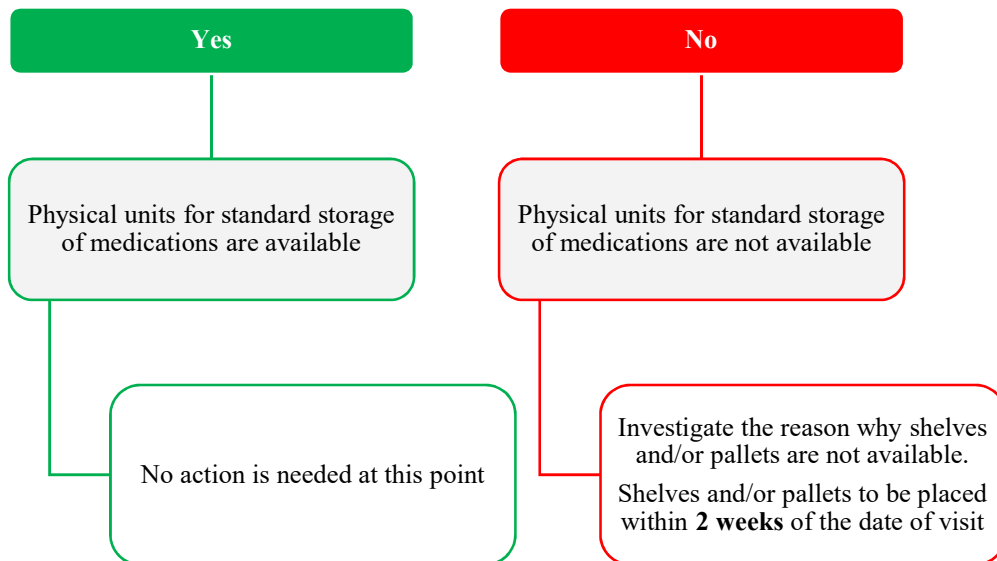 Yes
No
Physical units for standard storage
of medications are available
Physical units for standard storage
of medications are not available
No action is needed at this point
Investigate the reason why shelves
and/or pallets are not available.
Shelves and/or pallets to be placed
within 2 weeks of the date of visit